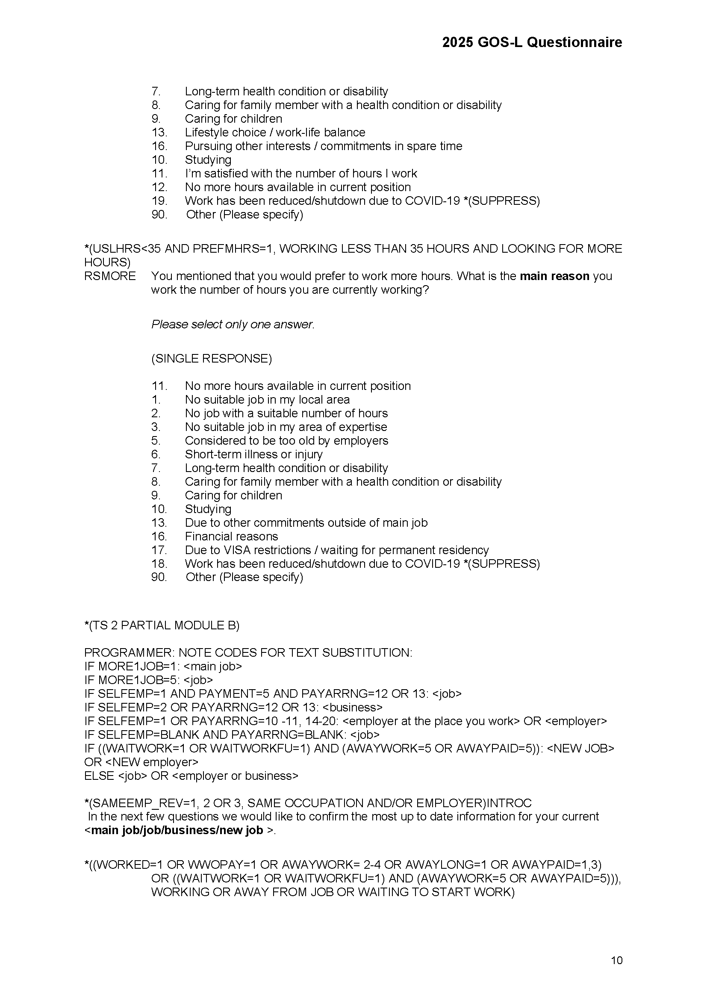 2025 GOS-L Questionnaire
7. Long-term health condition or disability
8. Caring for family member with a health condition or disability
9. Caring for children
13. Lifestyle choice / work-life balance
16. Pursuing other interests / commitments in spare time
10. Studying
11. I'm satisfied with the number of hours I work
12. No more hours available in current position
19. Work has been reduced/shutdown due to COVID-19 *(SUPPRESS)
90. Other (Please specify)
*(USLHRS<35 AND PREFMHRS=1, WORKING LESS THAN 35 HOURS AND LOOKING FOR MORE
HOURS)
RSMORE You mentioned that you would prefer to work more hours. What is the main reason you
work the number of hours you are currently working?
Please select only one answer.
(SINGLE RESPONSE)
11. No more hours available in current position
1. No suitable job in my local area
2. No job with a suitable number of hours
3. No suitable job in my area of expertise
5. Considered to be too old by employers
6. Short-term illness or injury
7. Long-term health condition or disability
8. Caring for family member with a health condition or disability
9. Caring for children
10. Studying
13. Due to other commitments outside of main job
16. Financial reasons
17. Due to VISA restrictions / waiting for permanent residency
18. Work has been reduced/shutdown due to COVID-19 *(SUPPRESS)
90. Other (Please specify)
*(TS 2 PARTIAL MODULE B)
PROGRAMMER: NOTE CODES FOR TEXT SUBSTITUTION:
IF MORE1JOB=1: <main job>
IF MORE1JOB=5: <job>
IF SELFEMP=1 AND PAYMENT=5 AND PAYARRNG=12 OR 13: <job>
IF SELFEMP=2 OR PAYARRNG=12 OR 13: <business>
IF SELFEMP=1 OR PAYARRNG=10 -11, 14-20: <employer at the place you work> OR <employer>
IF SELFEMP=BLANK AND PAYARRNG=BLANK: <job>
IF ((WAITWORK=1 OR WAITWORKFU=1) AND (AWAYWORK=5 OR AWAYPAID=5)): <NEW JOB>
OR <NEW employer>
ELSE <job> OR <employer or business>
*(SAMEEMP_REV=1, 2 OR 3, SAME OCCUPATION AND/OR EMPLOYER)INTROC
In the next few questions we would like to confirm the most up to date information for your current
<main job/job/business/new job >.
*((WORKED=1 OR WWOPAY=1 OR AWAYWORK= 2-4 OR AWAYLONG=1 OR AWAYPAID=1,3)
OR ((WAITWORK=1 OR WAITWORKFU=1) AND (AWAYWORK=5 OR AWAYPAID=5))),
WORKING OR AWAY FROM JOB OR WAITING TO START WORK)
10